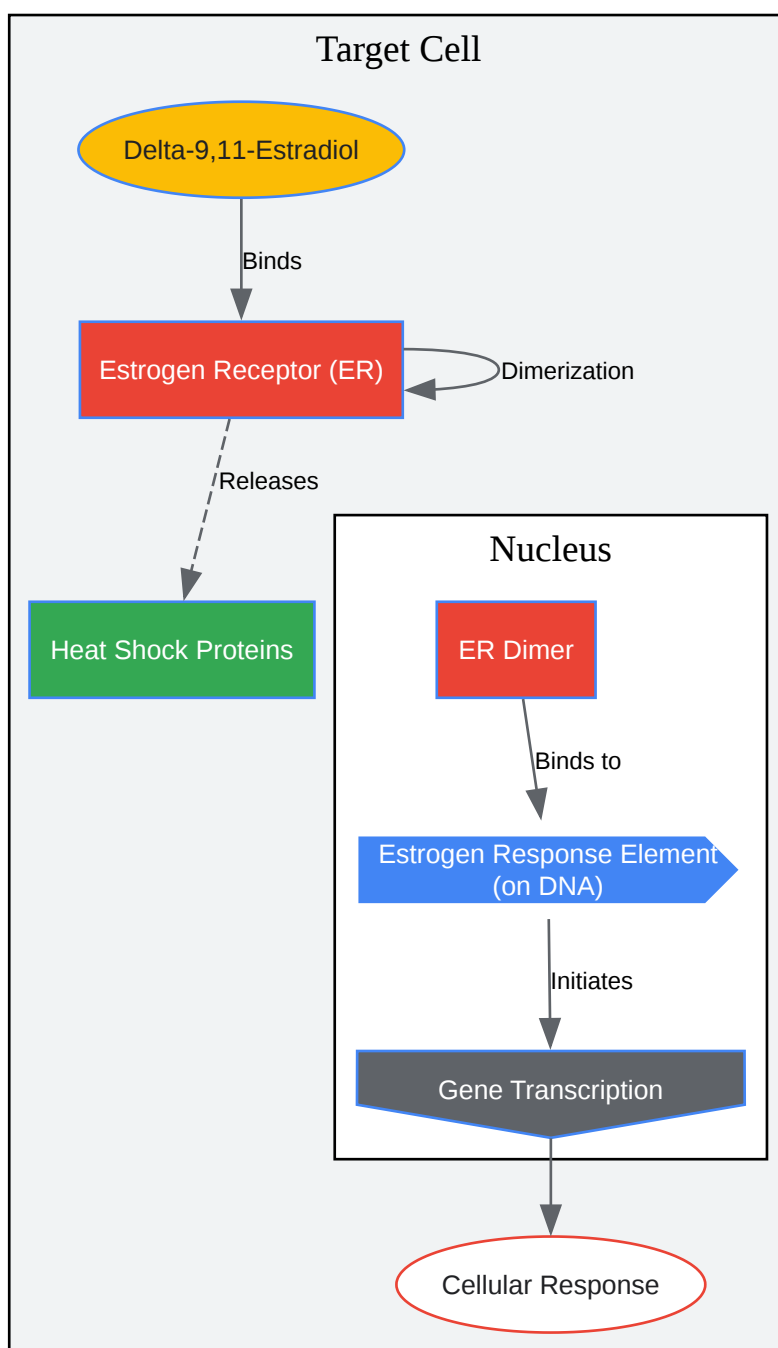 Target Cell
Delta-9,11-Estradiol
Binds
Estrogen Receptor (ER)
Dimerization
Releases
Nucleus
Heat Shock Proteins
ER Dimer
Binds to
Estrogen Response Element
(on DNA)
Initiates
Gene Transcription
Cellular Response